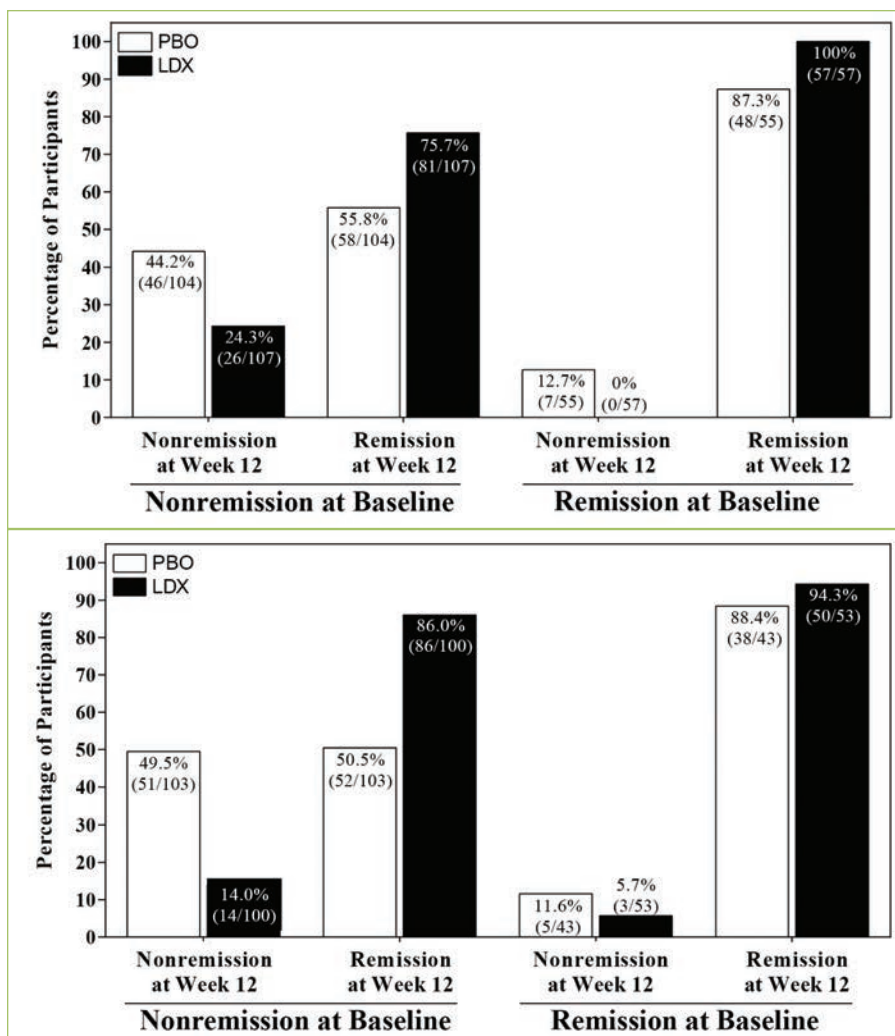 PBO
LDX
Percentage of Participants
100
90
80
70
60
50
40
30
20
10
0
44.2%
(46/104)
24.3%
(26/107)
55.8%
(58/104)
75.7%
(81/107)
12.7%
(7/55)
0%
(0/57)
87.3%
(48/55)
100%
(57/57)
Nonremission
at Week 12
Remission
at Week 12
Nonremission
at Week 12
Remission
at Week 12
Nonremission at Baseline
Remission at Baseline
PBO
LDX
Percentage of Participants
100
90
80
70
60
50
40
30
20
10
0
49.5%
(51/103)
14.0%
(14/100)
50.5%
(52/103)
86.0%
(86/100)
11.6%
(5/43)
5.7%
(3/53)
88.4%
(38/43)
94.3%
(50/53)
Nonremission
at Week 12
Remission
at Week 12
Nonremission
at Week 12
Remission
at Week 12
Nonremission at Baseline
Remission at Baseline